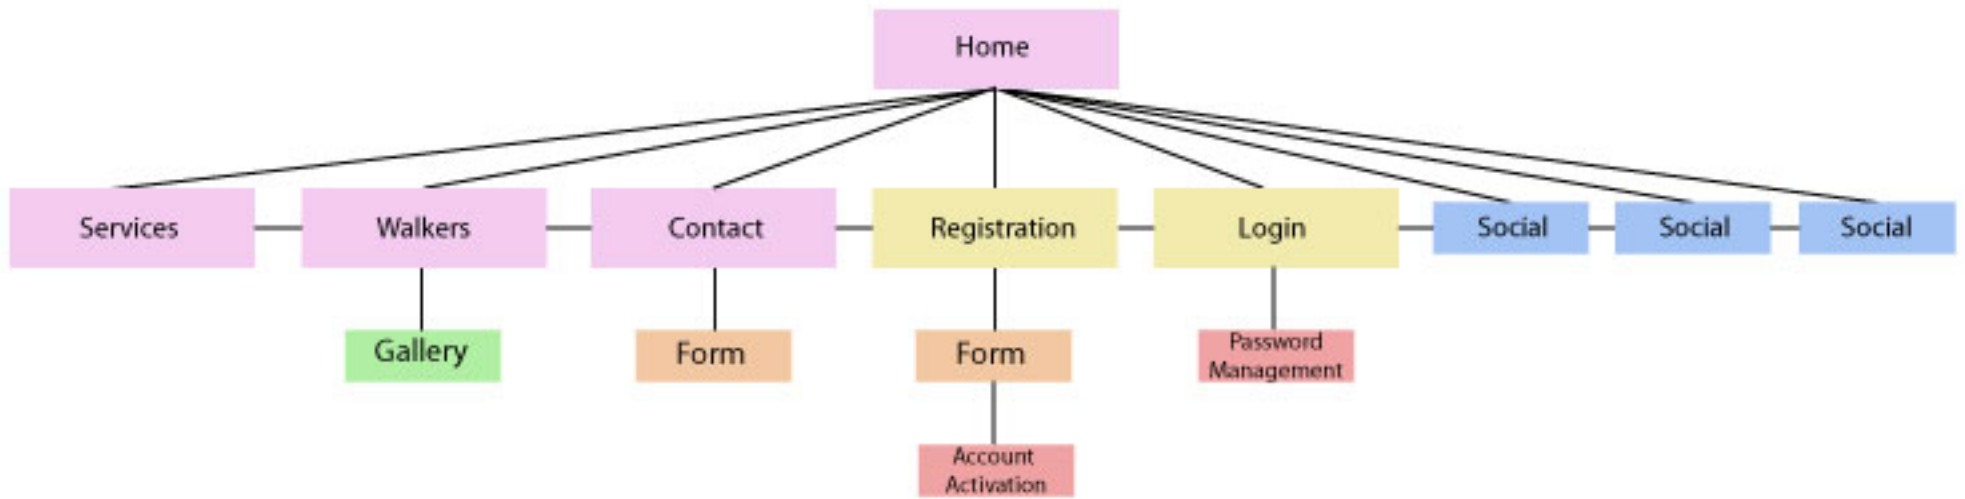 Home
Services
Walkers
Contact
Registration
Login
Social
Social
Social
Gallery
Form
Form
Password
Management
Account
Activation